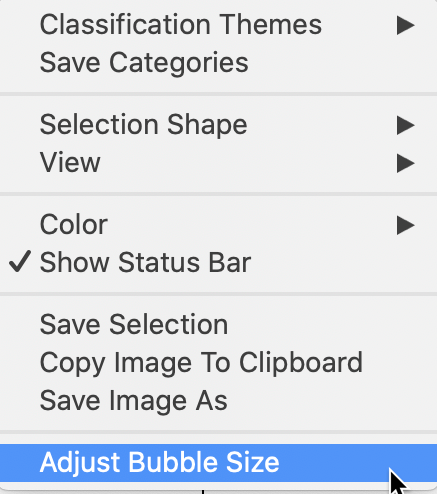 Classification Themes
Save Categories
Selection Shape
View
Color
Show Status Bar
Save Selection
Copy Image To Clipboard
Save Image As
Adjust Bubble Size